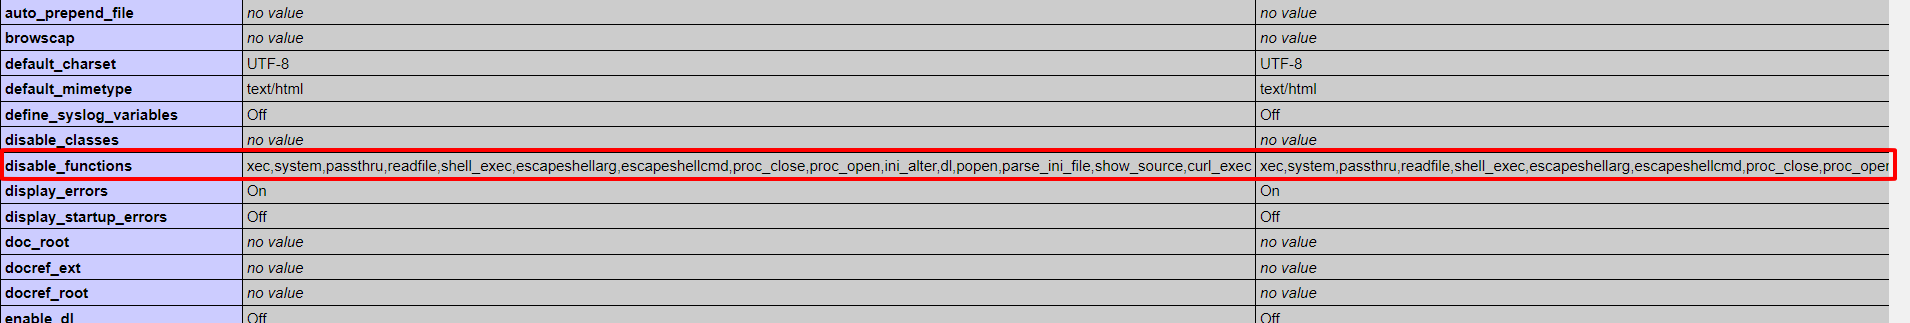 auto_prepend_file no value no value
browscap no value no value
default_charset UTF-8 UTF-8
default_mimetype text/html text/html
define_syslog_variables Off Off
disable_classes no value no value
disable_functions xec,system,passthru,readfile,shell_exec,escapeshellarg,escapeshellcmd,proc_close,proc_open,ini_alter,dl,popen,parse_ini_file,show_source,curl_exec xec,system,passthru,readfile,shell_exec,escapeshellarg,escapeshellcmd,proc_close,proc_open
display_errors On On
display_startup_errors Off Off
doc_root no value no value
docref_ext no value no value
docref_root no value no value
enable_dl Off Off